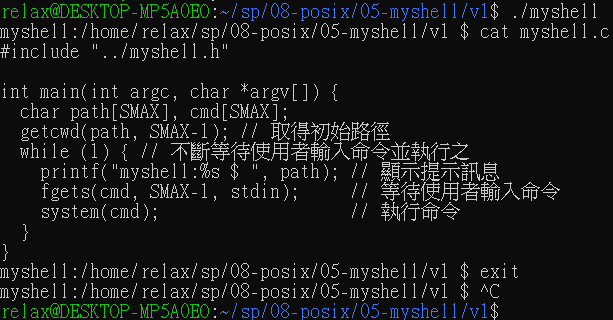 relax@DESKTOP-MP5A0EO:~/sp/08-posix/05-myshell/v1$ ./myshell
myshell:/home/relax/sp/08-posix/05-myshell/v1 $ cat myshell.c
#include "../myshell.h"
int main(int argc, char *argv[]) {
  char path[SMAX], cmd[SMAX];
  getcwd(path, SMAX-1); // 取得初始路徑
  while (1) { // 不斷等待使用者輸入命令並執行之
    printf("myshell:%s $ ", path); // 顯示提示訊息
    fgets(cmd, SMAX-1, stdin);     // 等待使用者輸入命令
    system(cmd);                   // 執行命令
  }
}
myshell:/home/relax/sp/08-posix/05-myshell/v1 $ exit
myshell:/home/relax/sp/08-posix/05-myshell/v1 $ ^C
relax@DESKTOP-MP5A0EO:~/sp/08-posix/05-myshell/v1$